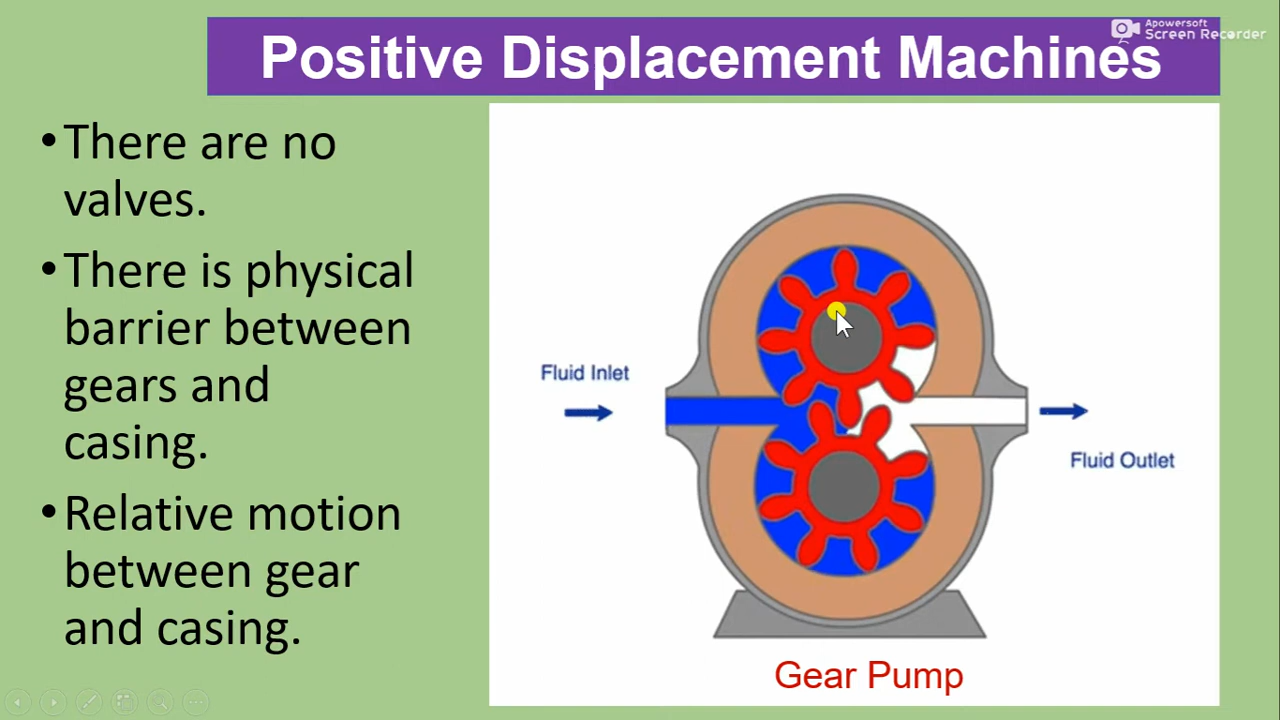 Apowersoft
Screen Recorder
Positive Displacement Machines
•There are no
valves.
•There is physical
barrier between
gears and
casing.
•Relative motion
between gear
and casing.
Fluid Inlet
Fluid Outlet
Gear Pump